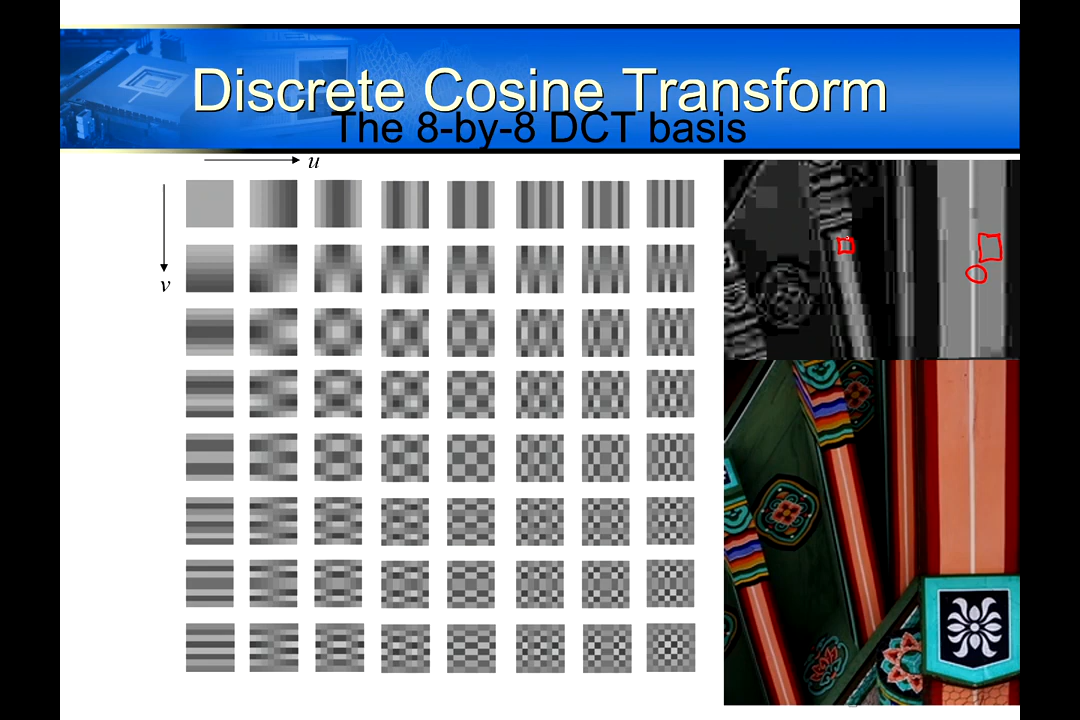 Discrete Cosine Transform
The 8-by-8 DCT basis
u
v